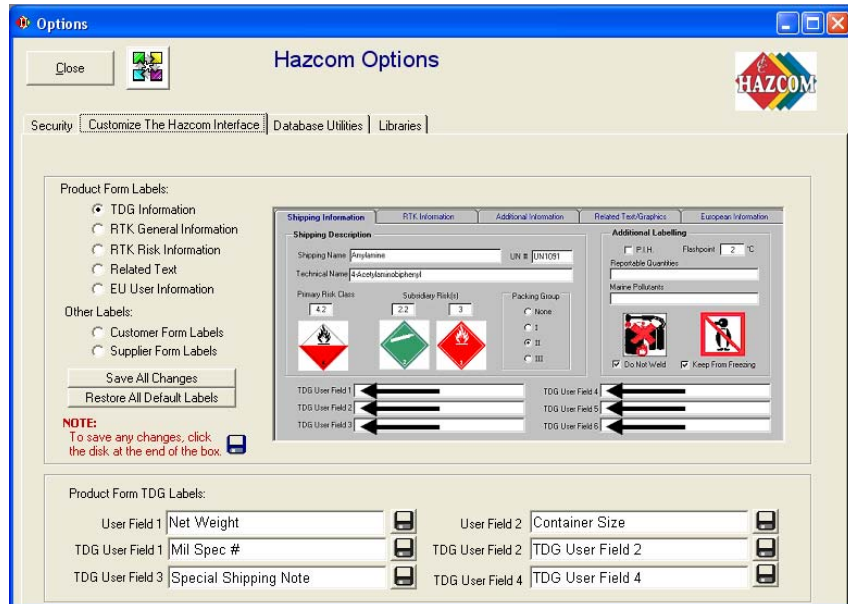 Options
Close
Hazcom Options
HAZCOM
Security Customize The Hazcom Interface Database Utilities Libraries
Product Form Labels:
TDG Information
RTK General Information
RTK Risk Information
Related Text
EU User Information
Other Labels:
Customer Form Labels
Supplier Form Labels
Save All Changes
Restore All Default Labels
NOTE:
To save any changes, click
the disk at the end of the box.
Shipping Information RTK Information Additional Information Related Text/Graphics European Information
Shipping Description
Shipping Name Amylamine UN # UN1091
Technical Name 4-Acetylaminobiphenyl
Primary Risk Class Subsidiary Risk(s) Packing Group
4.2 2.2 3
None
I
II
III
Additional Labelling
P.I.H. Flashpoint 2 °C
Reportable Quantities
Marine Pollutants
Do Not Weld Keep From Freezing
TDG User Field 1 TDG User Field 4
TDG User Field 2 TDG User Field 5
TDG User Field 3 TDG User Field 6
Product Form TDG Labels:
User Field 1 Net Weight User Field 2 Container Size
TDG User Field 1 Mil Spec # TDG User Field 2 TDG User Field 2
TDG User Field 3 Special Shipping Note TDG User Field 4 TDG User Field 4